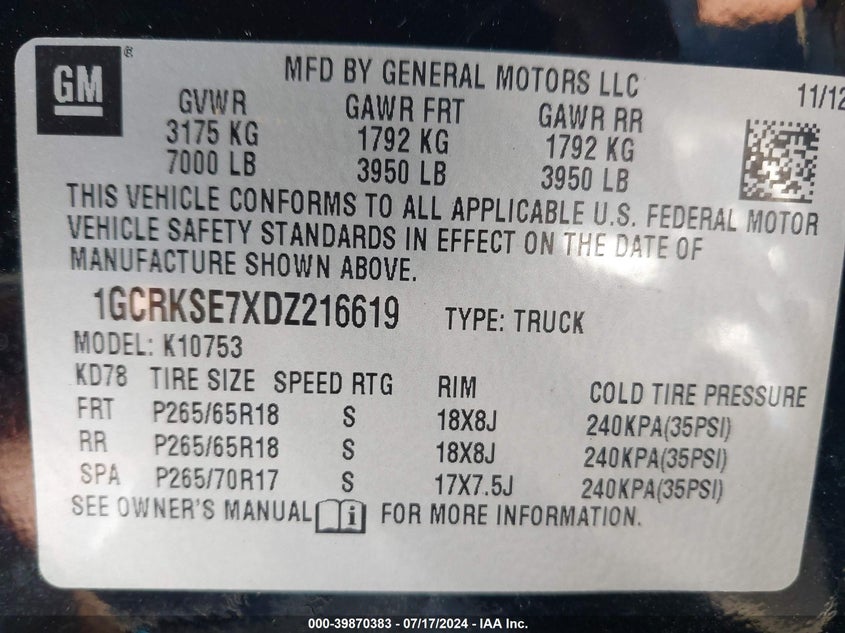 GM ®
MFD BY GENERAL MOTORS LLC
11/12
GVWR GAWR FRT GAWR RR
3175 KG 1792 KG 1792 KG
7000 LB 3950 LB 3950 LB
THIS VEHICLE CONFORMS TO ALL APPLICABLE U.S. FEDERAL MOTOR
VEHICLE SAFETY STANDARDS IN EFFECT ON THE DATE OF
MANUFACTURE SHOWN ABOVE.
1GCRKSE7XDZ216619 TYPE: TRUCK
MODEL: K10753
KD78 TIRE SIZE SPEED RTG RIM COLD TIRE PRESSURE
FRT P265/65R18 S 18X8J 240KPA(35PSI)
RR P265/65R18 S 18X8J 240KPA(35PSI)
SPA P265/70R17 S 17X7.5J 240KPA(35PSI)
SEE OWNER'S MANUAL i FOR MORE INFORMATION.
000-39870383 - 07/17/2024 - IAA Inc.